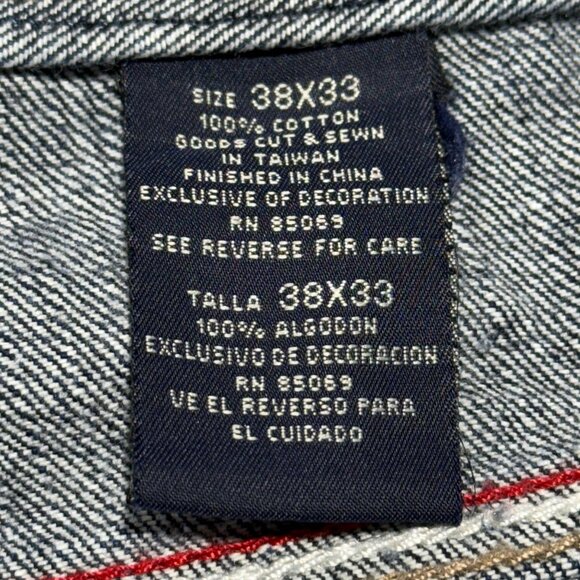 SIZE 38X33
100% COTTON
GOODS CUT & SEWN
IN TAIWAN
FINISHED IN CHINA
EXCLUSIVE OF DECORATION
RN 85069
SEE REVERSE FOR CARE
TALLA 38X33
100% ALGODON
EXCLUSIVO DE DECORACION
RN 85069
VE EL REVERSO PARA
EL CUIDADO